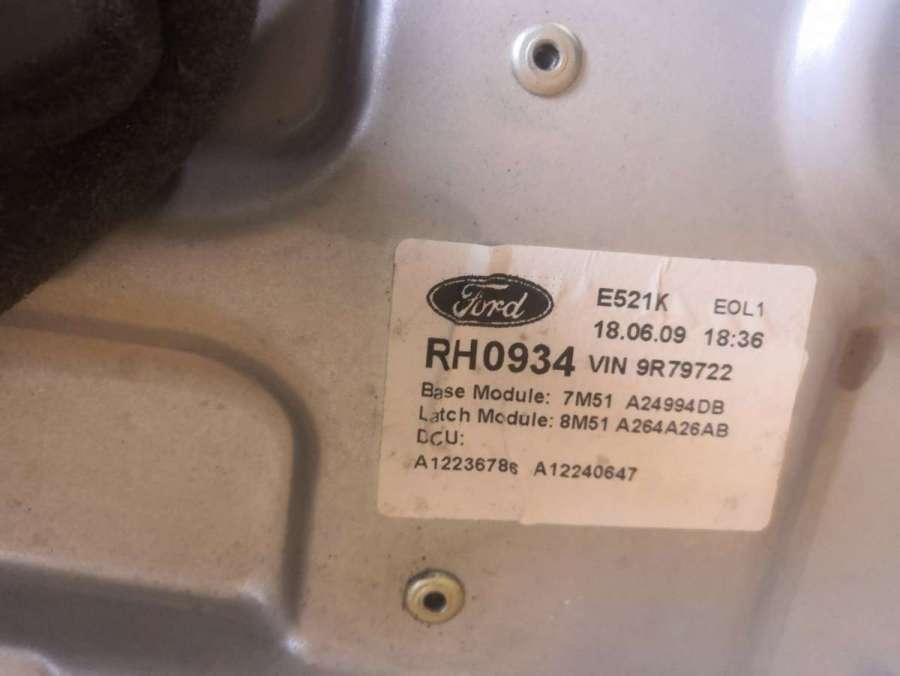 Ford E521K EOL1
18.06.09 18:36
RH0934 VIN 9R79722
Base Module: 7M51 A24994DB
Latch Module: 8M51 A264A26AB
DCU:
A12240647